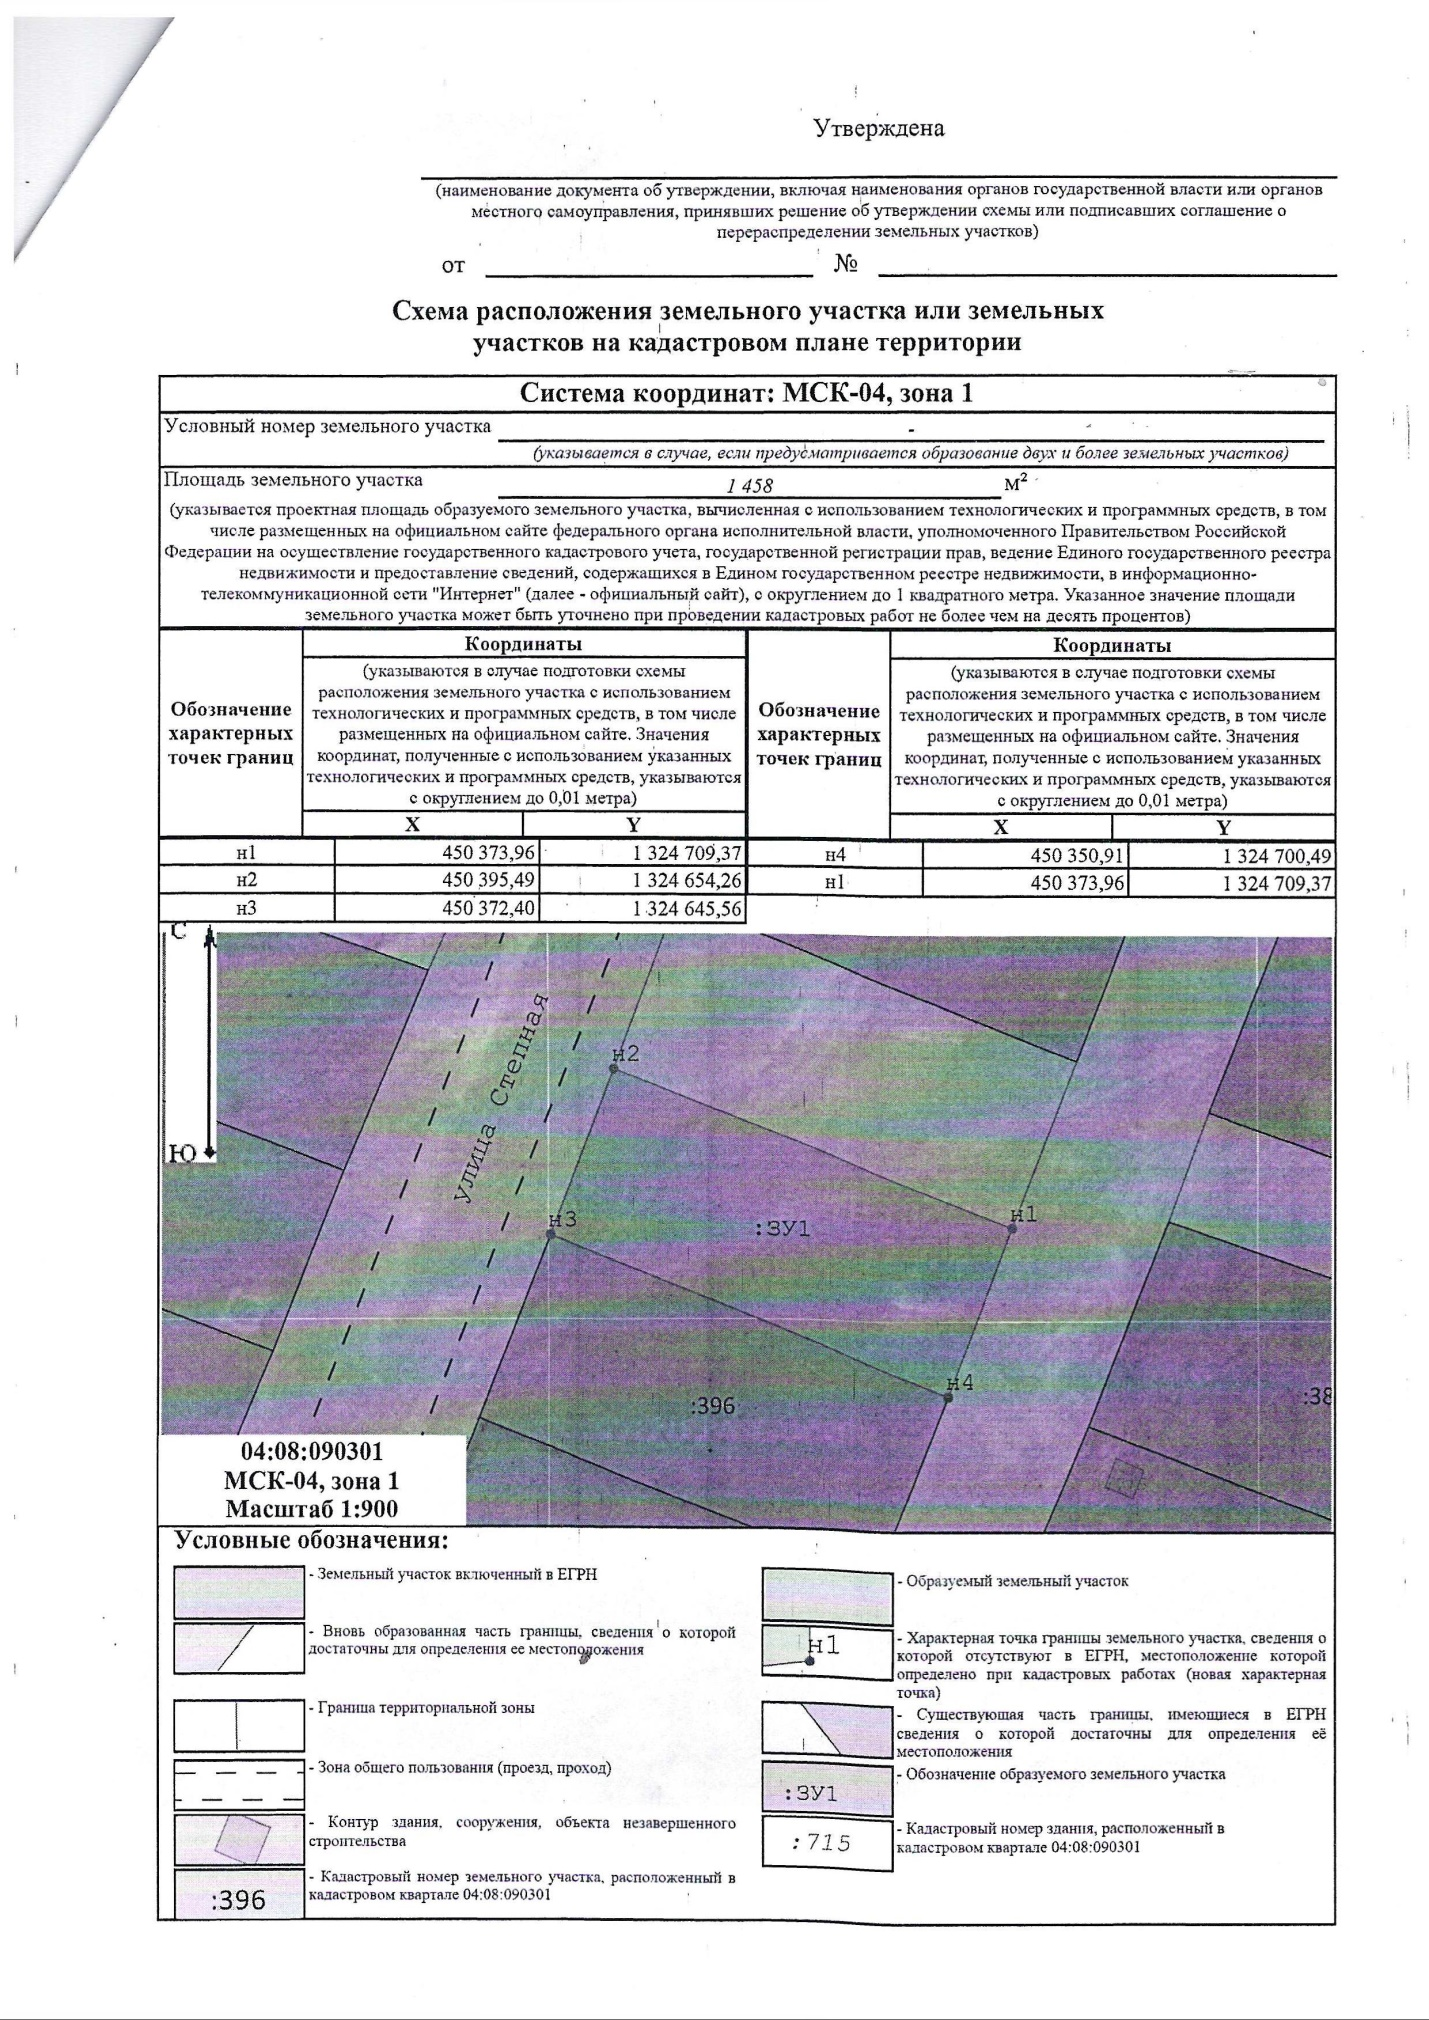 Утверждена
(наименование документа об утверждении, включая наименования органов государственной власти или органов
местного самоуправления, принявших решение об утверждении схемы или подписавших соглашение о
перераспределении земельных участков)
от № 
Схема расположения земельного участка или земельных
участков на кадастровом плане территории
Система координат: МСК-04, зона 1
Условный номер земельного участка -
(указывается в случае, если предусматривается образование двух и более земельных участков)
Площадь земельного участка 1 458 м²
(указывается проектная площадь образуемого земельного участка, вычисленная с использованием технологических и программных средств, в том
числе размещенных на официальном сайте федерального органа исполнительной власти, уполномоченного Правительством Российской
Федерации на осуществление государственного кадастрового учета, государственной регистрации прав, ведение Единого государственного реестра
недвижимости и предоставление сведений, содержащихся в Едином государственном реестре недвижимости, в информационно-
телекоммуникационной сети "Интернет" (далее - официальный сайт), с округлением до 1 квадратного метра. Указанное значение площади
земельного участка может быть уточнено при проведении кадастровых работ не более чем на десять процентов)
Обозначение
характерных
точек границ
Координаты
(указываются в случае подготовки схемы
расположения земельного участка с использованием
технологических и программных средств, в том числе
размещенных на официальном сайте. Значения
координат, полученные с использованием указанных
технологических и программных средств, указываются
с округлением до 0,01 метра)
X Y
Обозначение
характерных
точек границ
Координаты
(указываются в случае подготовки схемы
расположения земельного участка с использованием
технологических и программных средств, в том числе
размещенных на официальном сайте. Значения
координат, полученные с использованием указанных
технологических и программных средств, указываются
с округлением до 0,01 метра)
X Y
н1 450 373,96 1 324 709,37 н4 450 350,91 1 324 700,49
н2 450 395,49 1 324 654,26 н1 450 373,96 1 324 709,37
н3 450 372,40 1 324 645,56
С
Ю
улица Степная
н2
н3
:ЗУ1
н1
н4
:396
:38
04:08:090301
МСК-04, зона 1
Масштаб 1:900
Условные обозначения:
- Земельный участок включенный в ЕГРН
- Вновь образованная часть границы, сведения о которой
достаточны для определения ее местоположения
- Граница территориальной зоны
- Зона общего пользования (проезд, проход)
- Контур здания, сооружения, объекта незавершенного
строительства
:396
- Кадастровый номер земельного участка, расположенный в
кадастровом квартале 04:08:090301
- Образуемый земельный участок
н1
- Характерная точка границы земельного участка, сведения о
которой отсутствуют в ЕГРН, местоположение которой
определено при кадастровых работах (новая характерная
точка)
- Существующая часть границы, имеющиеся в ЕГРН
сведения о которой достаточны для определения её
местоположения
:ЗУ1
- Обозначение образуемого земельного участка
:715
- Кадастровый номер здания, расположенный в
кадастровом квартале 04:08:090301